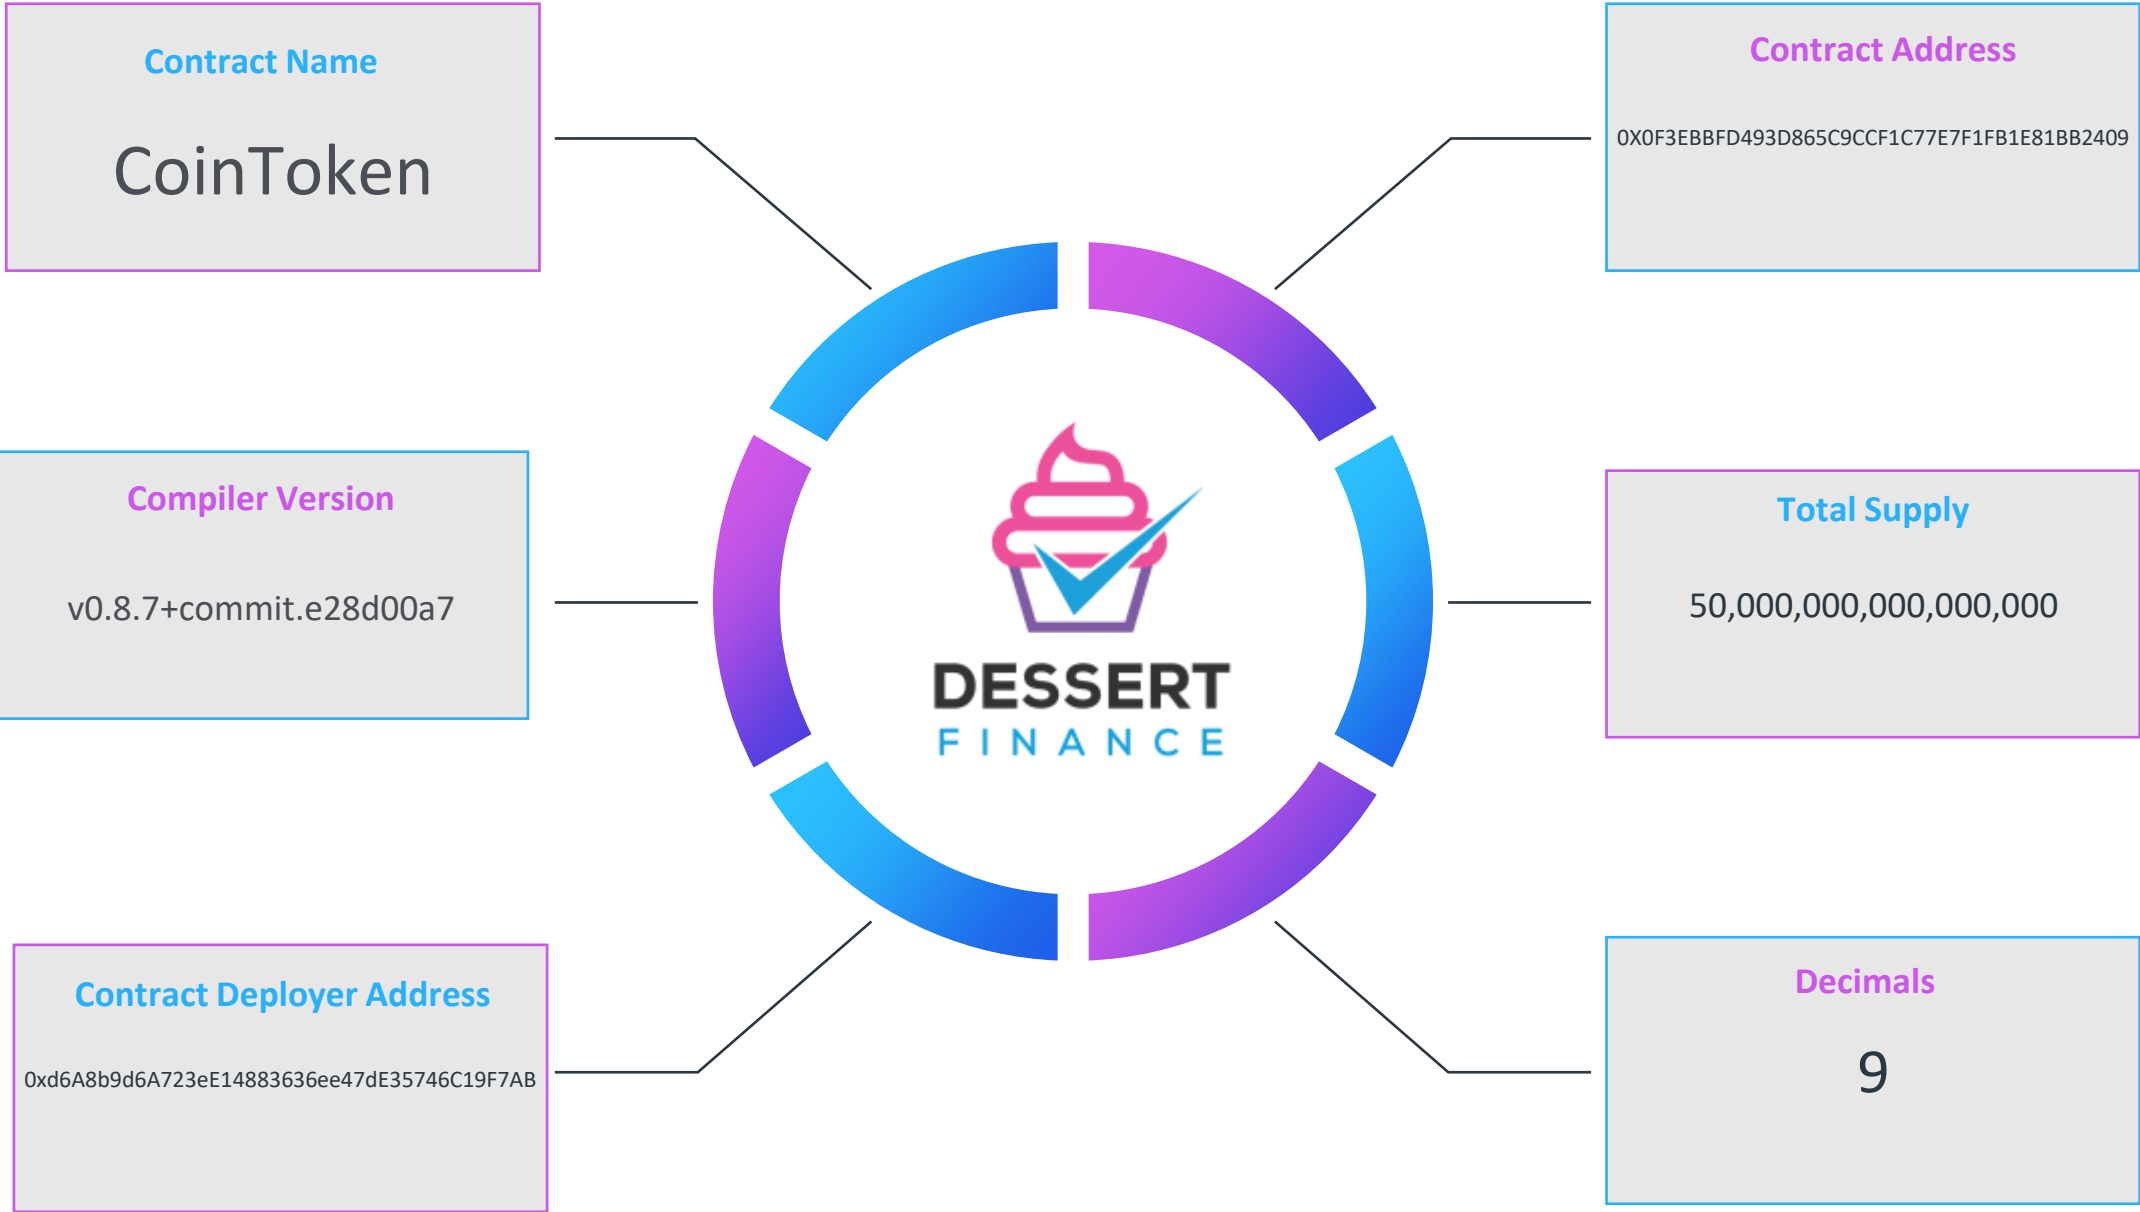 Contract Name
CoinToken
Contract Address
0X0F3EBBFD493D865C9CCF1C77E7F1FB1E81BB2409
Compiler Version
v0.8.7+commit.e28d00a7
DESSERT
FINANCE
Total Supply
50,000,000,000,000,000
Contract Deployer Address
0xd6A8b9d6A723eE14883636ee47dE35746C19F7AB
Decimals
9